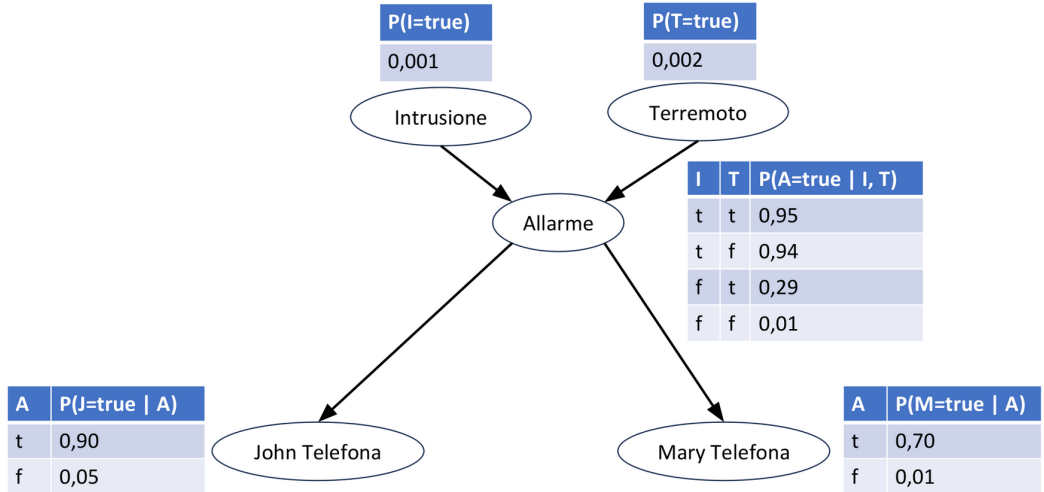 P(I=true)
0,001
P(T=true)
0,002
Intrusione
Terremoto
I T P(A=true | I, T)
t t 0,95
t f 0,94
f t 0,29
f f 0,01
Allarme
A P(J=true | A)
t 0,90
f 0,05
John Telefona
Mary Telefona
A P(M=true | A)
t 0,70
f 0,01